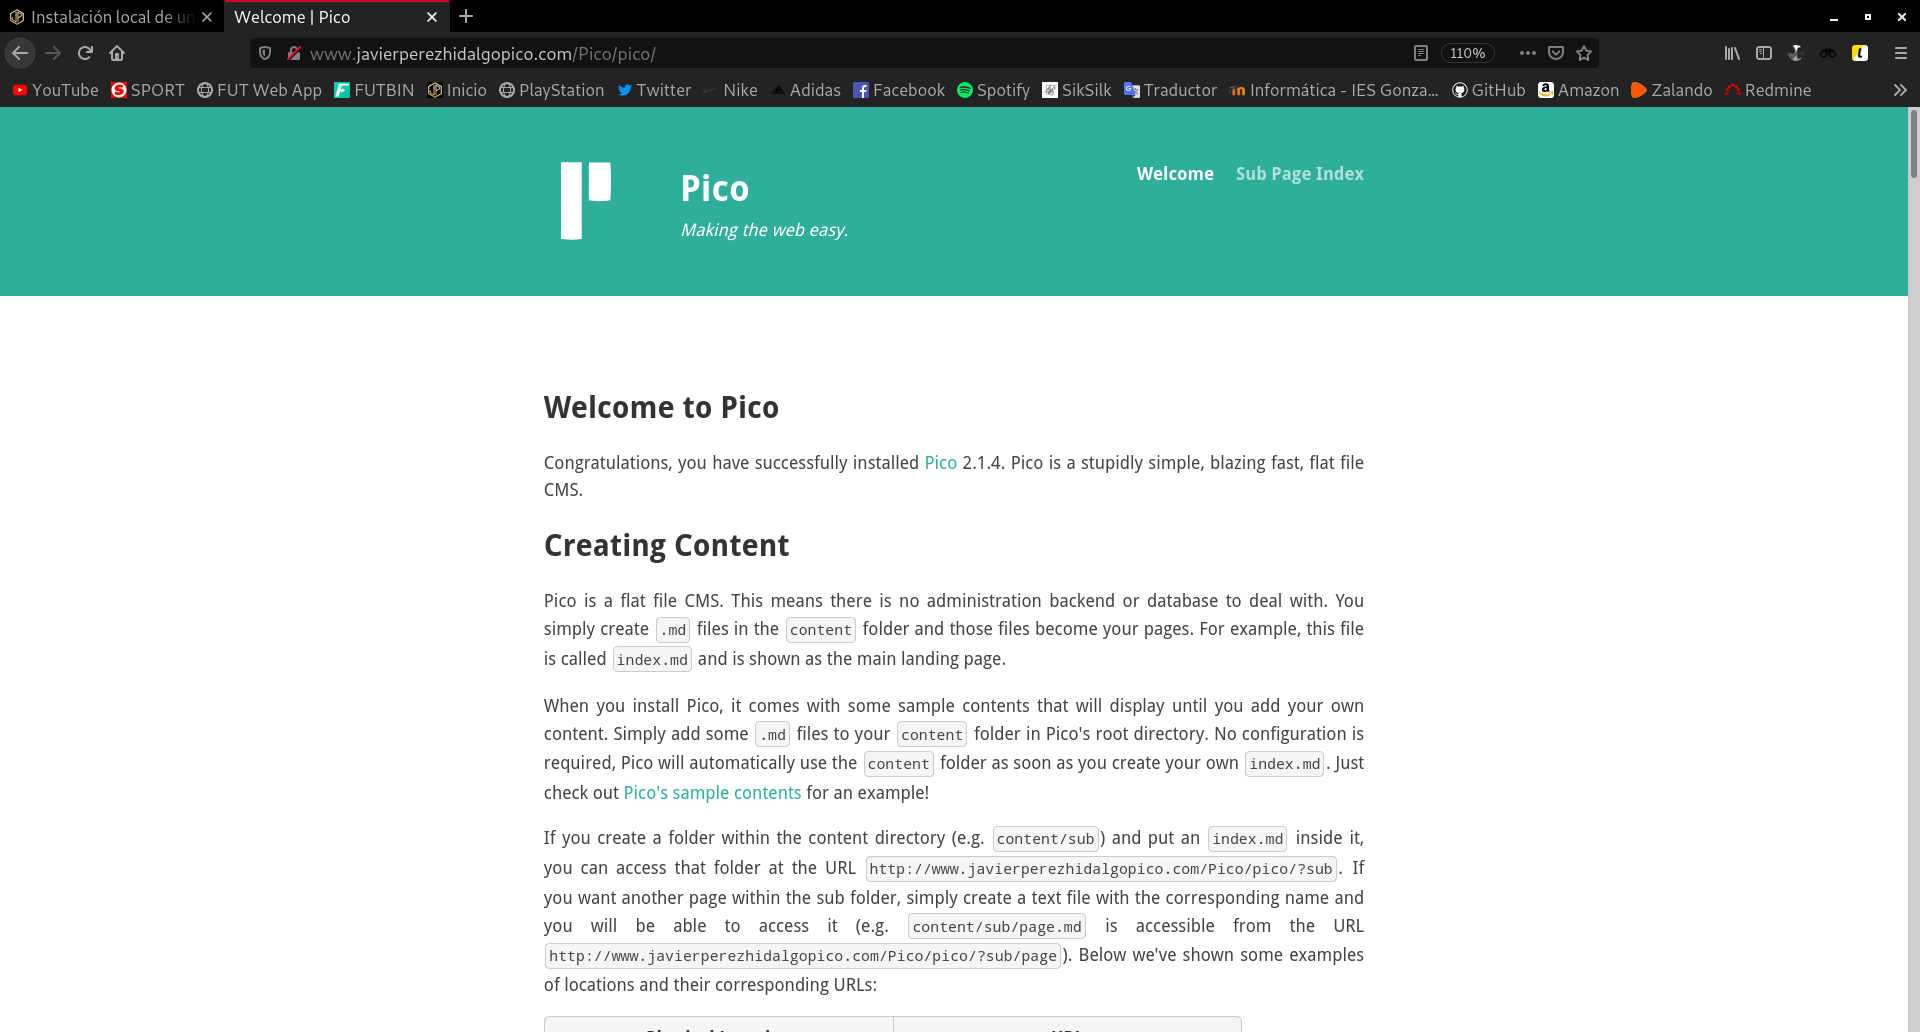 Instalación local de un
Welcome | Pico
www.javierperezhidalgopico.com/Pico/pico/
110%
YouTube
SPORT
FUT Web App
FUTBIN
Inicio
PlayStation
Twitter
Nike
Adidas
Facebook
Spotify
SikSilk
Traductor
Informática - IES Gonza...
GitHub
Amazon
Zalando
Redmine
Pico
Making the web easy.
Welcome
Sub Page Index
Welcome to Pico
Congratulations, you have successfully installed Pico 2.1.4. Pico is a stupidly simple, blazing fast, flat file
CMS.
Creating Content
Pico is a flat file CMS. This means there is no administration backend or database to deal with. You
simply create .md files in the content folder and those files become your pages. For example, this file
is called index.md and is shown as the main landing page.
When you install Pico, it comes with some sample contents that will display until you add your own
content. Simply add some .md files to your content folder in Pico's root directory. No configuration is
required, Pico will automatically use the content folder as soon as you create your own index.md. Just
check out Pico's sample contents for an example!
If you create a folder within the content directory (e.g. content/sub) and put an index.md inside it,
you can access that folder at the URL http://www.javierperezhidalgopico.com/Pico/pico/?sub. If
you want another page within the sub folder, simply create a text file with the corresponding name and
you will be able to access it (e.g. content/sub/page.md is accessible from the URL
http://www.javierperezhidalgopico.com/Pico/pico/?sub/page). Below we've shown some examples
of locations and their corresponding URLs: